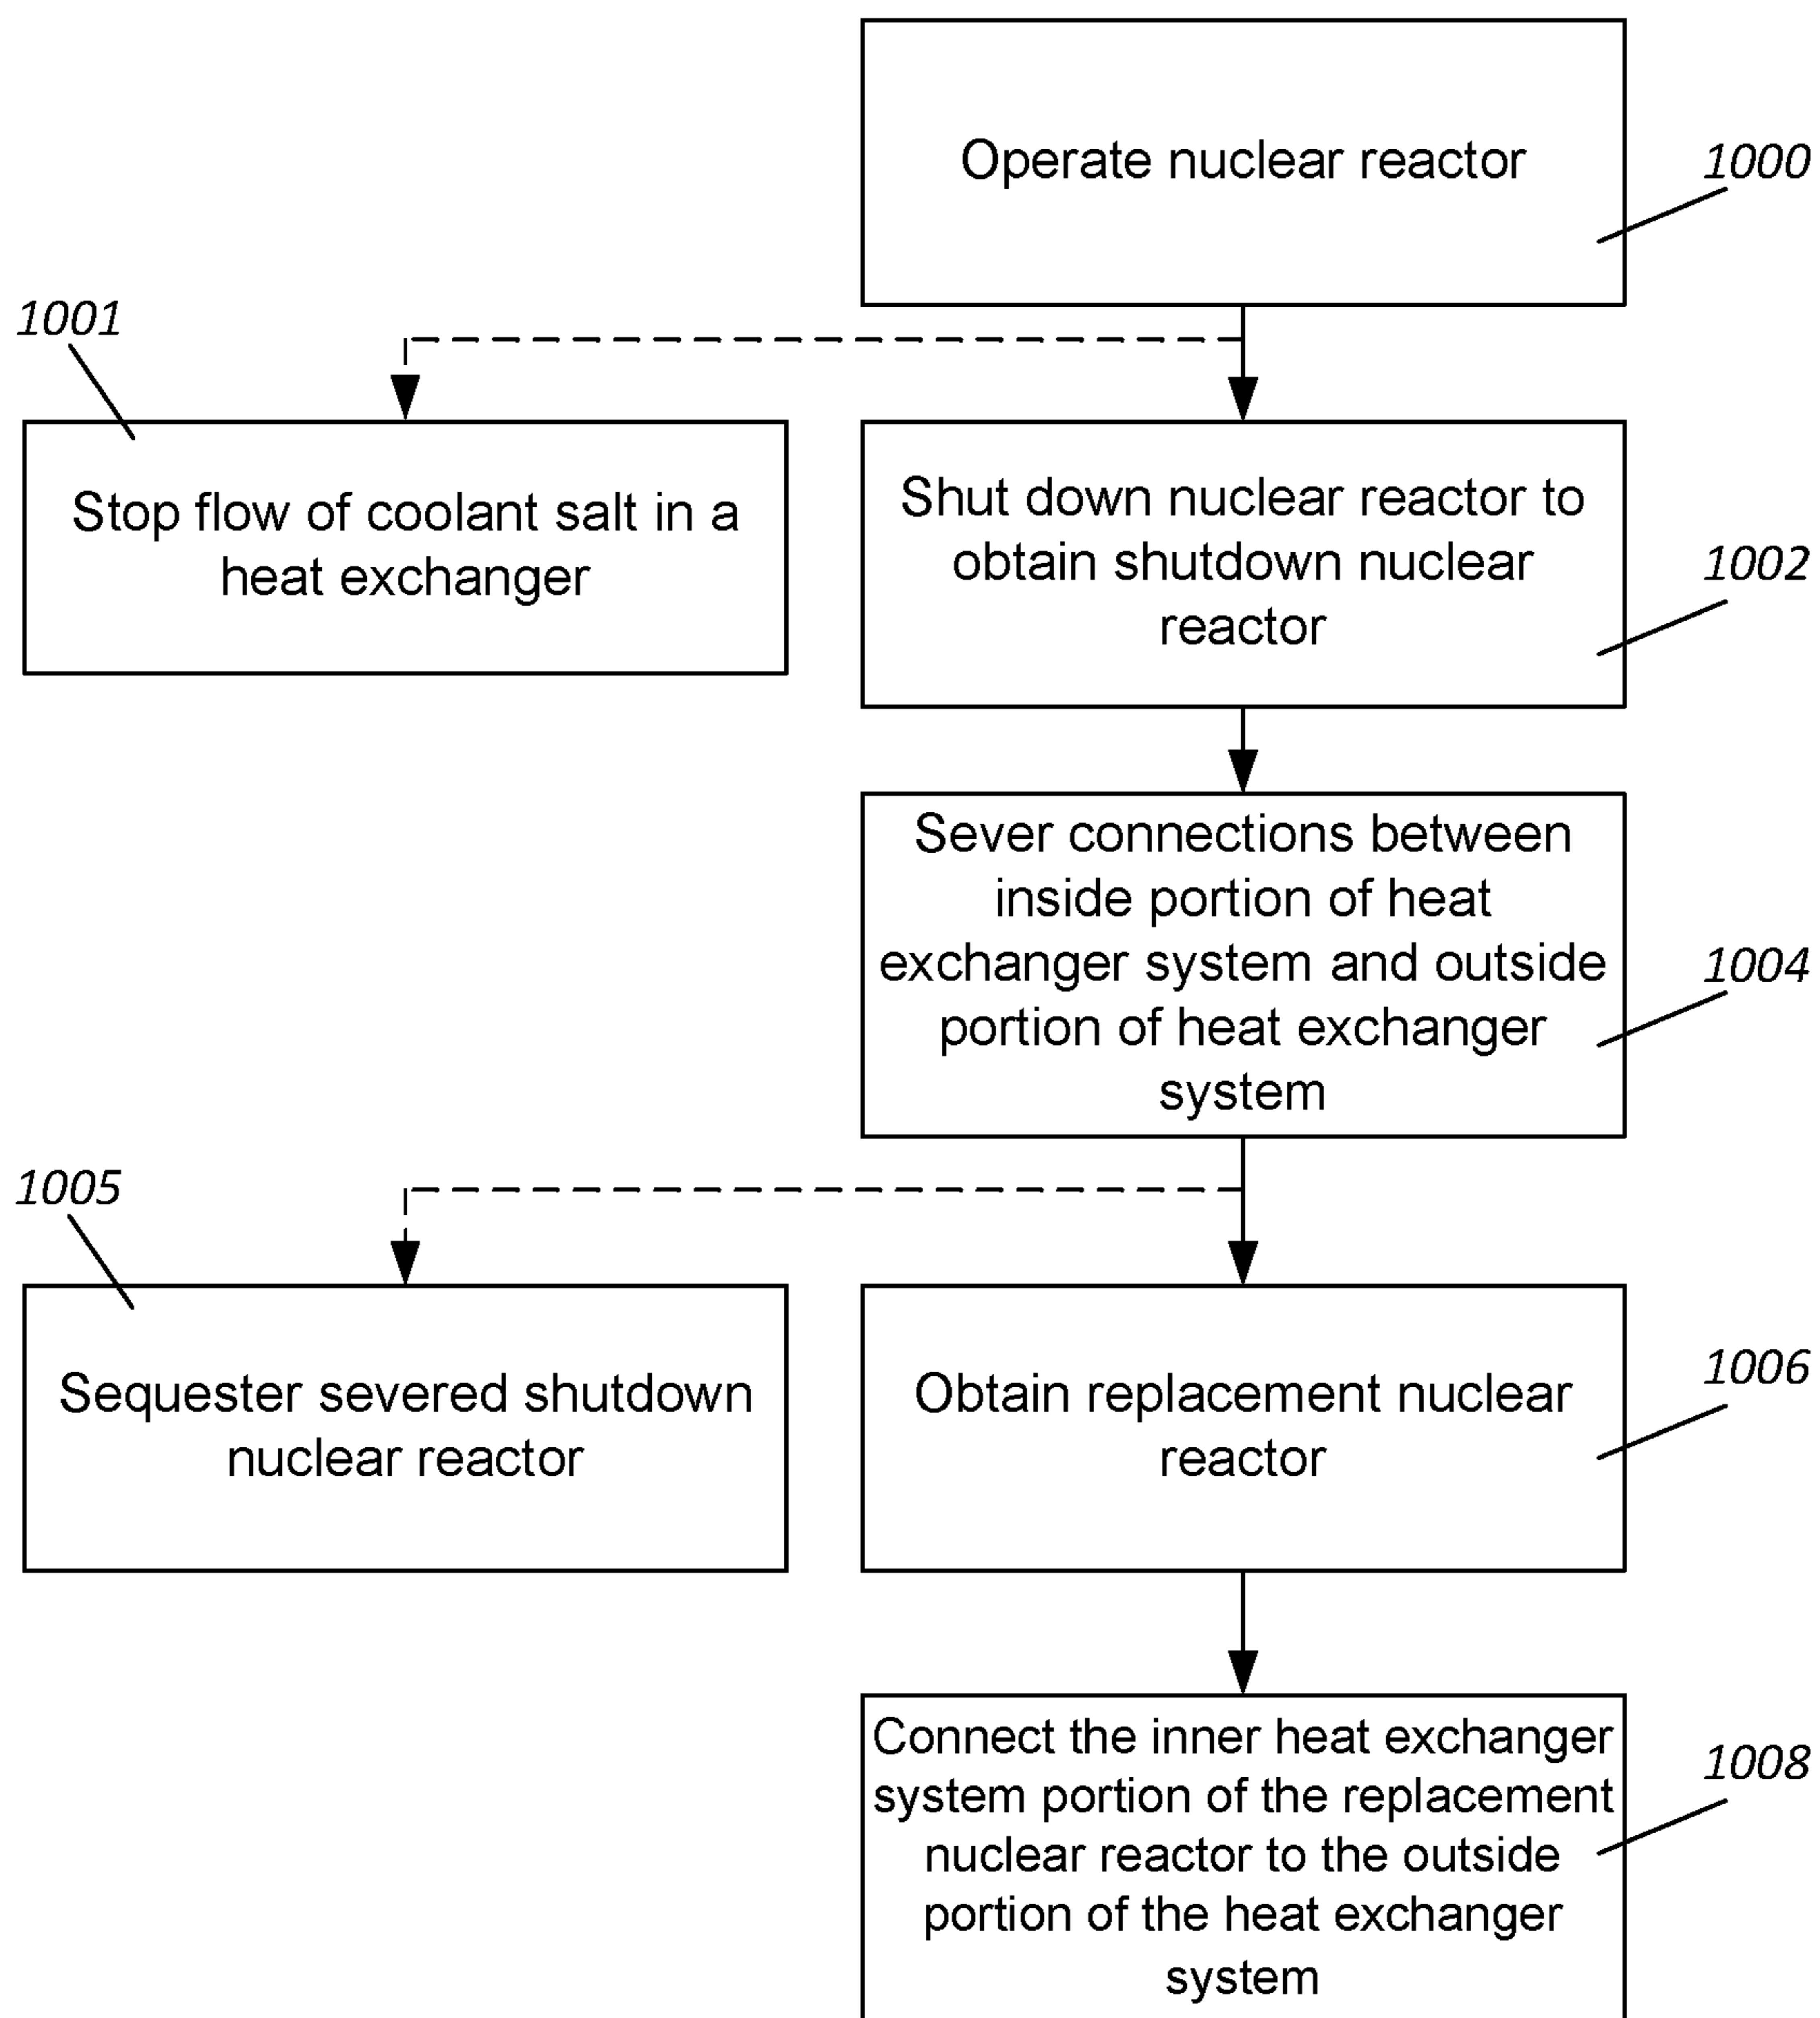 Operate nuclear reactor
1000
1001
Stop flow of coolant salt in a
heat exchanger
Shut down nuclear reactor to
obtain shutdown nuclear
reactor
1002
Sever connections between
inside portion of heat
exchanger system and outside
portion of heat exchanger
system
1004
1005
Sequester severed shutdown
nuclear reactor
Obtain replacement nuclear
reactor
1006
Connect the inner heat exchanger
system portion of the replacement
nuclear reactor to the outside
portion of the heat exchanger
system
1008